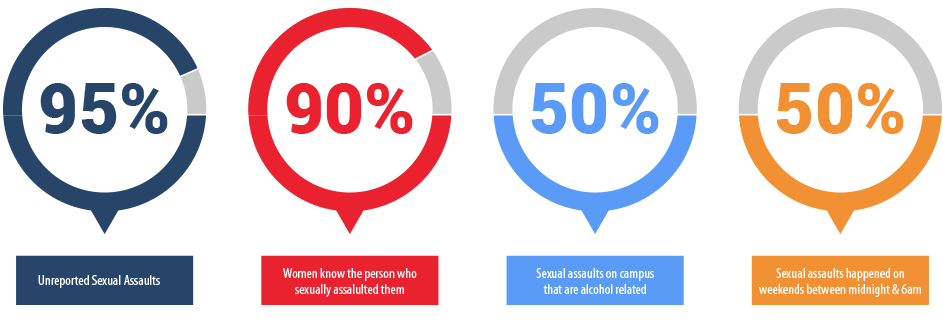 95%
90%
50%
50%
Unreported Sexual Assaults
Women know the person who
sexually assalulted them
Sexual assaults on campus
that are alcohol related
Sexual assaults happened on
weekends between midnight & 6am